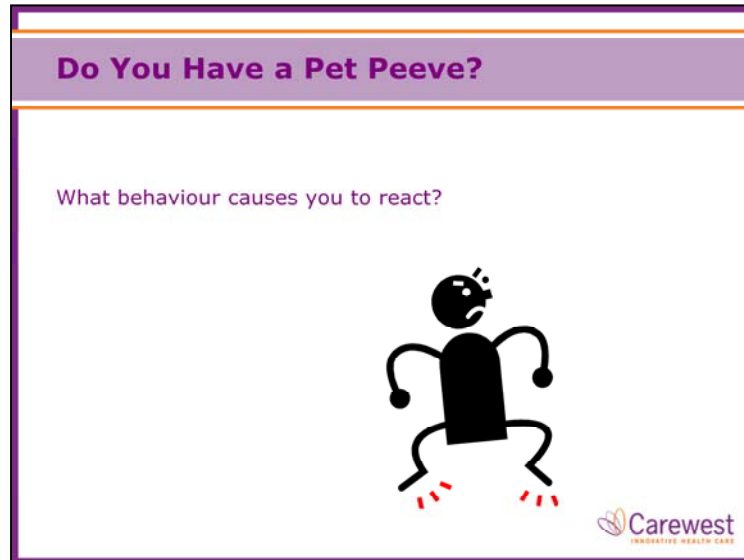 Do You Have a Pet Peeve?
What behaviour causes you to react?
Carewest
INNOVATIVE HEALTH CARE